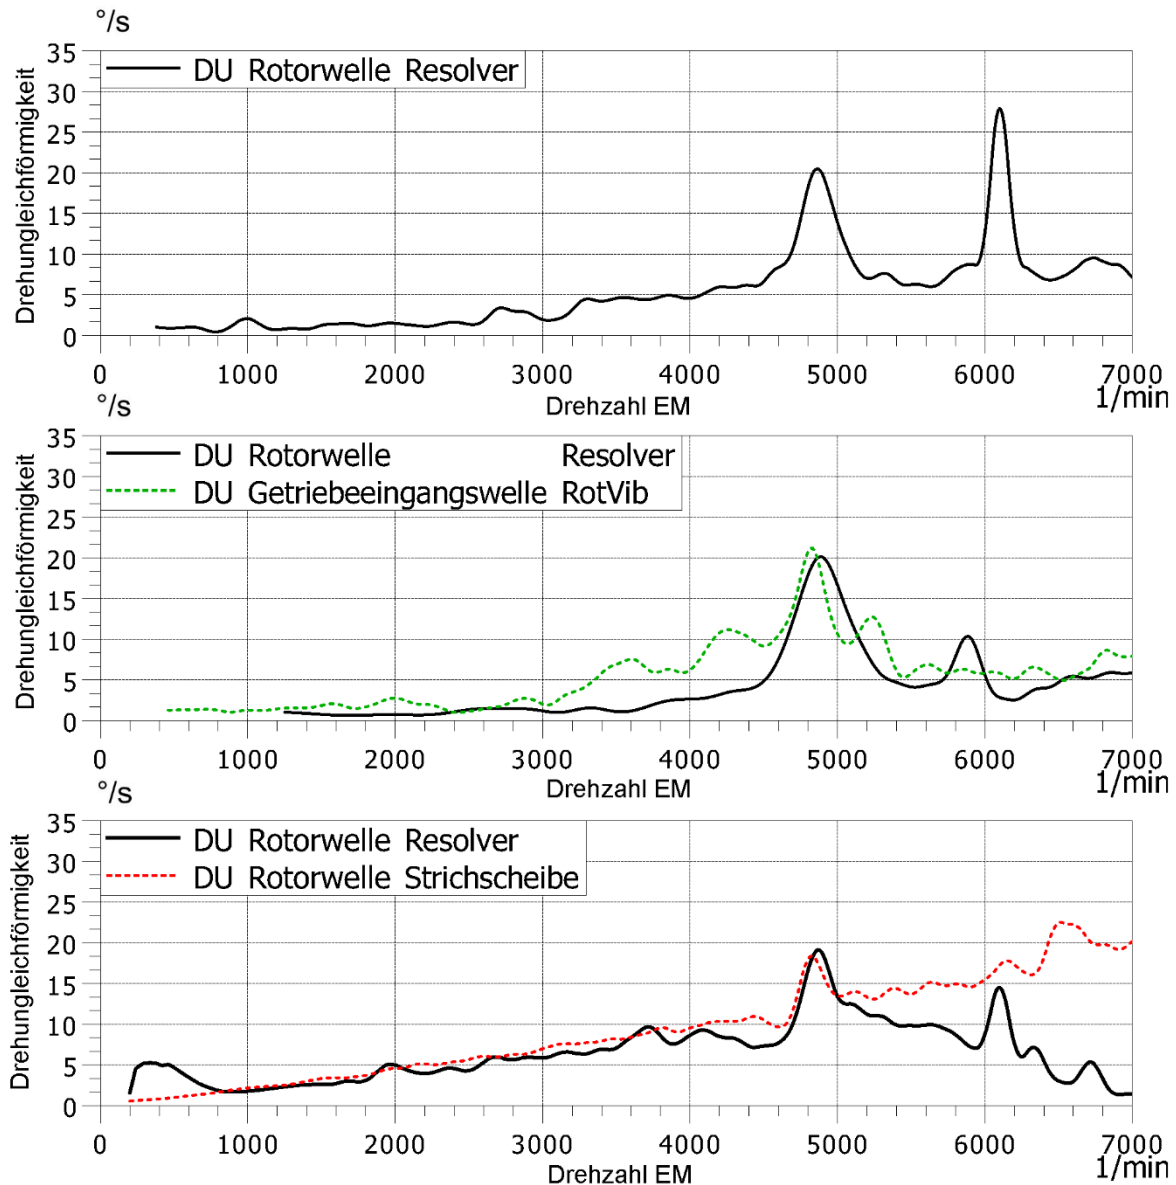 °/s
Drehungleichförmigkeit
35
30
25
20
15
10
5
0
DU Rotorwelle Resolver
0 1000 2000 3000 4000 5000 6000 7000
Drehzahl EM
1/min
°/s
Drehungleichförmigkeit
35
30
25
20
15
10
5
0
DU Rotorwelle Resolver
DU Getriebeeingangswelle RotVib
0 1000 2000 3000 4000 5000 6000 7000
Drehzahl EM
1/min
°/s
Drehungleichförmigkeit
35
30
25
20
15
10
5
0
DU Rotorwelle Resolver
DU Rotorwelle Strichscheibe
0 1000 2000 3000 4000 5000 6000 7000
Drehzahl EM
1/min